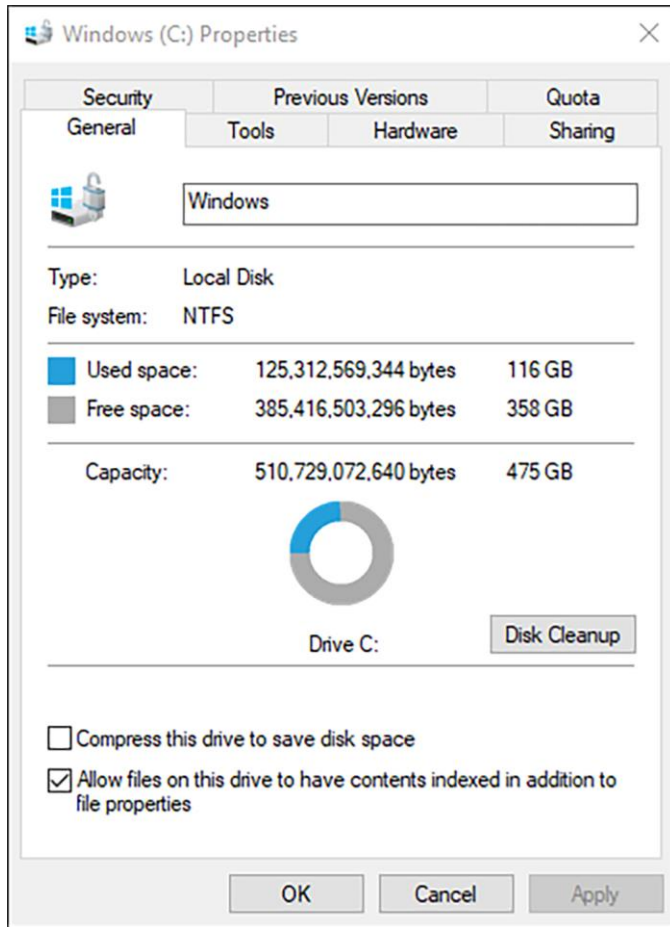 Windows (C:) Properties
Security Previous Versions Quota
General Tools Hardware Sharing
Windows
Type: Local Disk
File system: NTFS
Used space: 125,312,569,344 bytes 116 GB
Free space: 385,416,503,296 bytes 358 GB
Capacity: 510,729,072,640 bytes 475 GB
Drive C:
Disk Cleanup
Compress this drive to save disk space
Allow files on this drive to have contents indexed in addition to
file properties
OK Cancel Apply